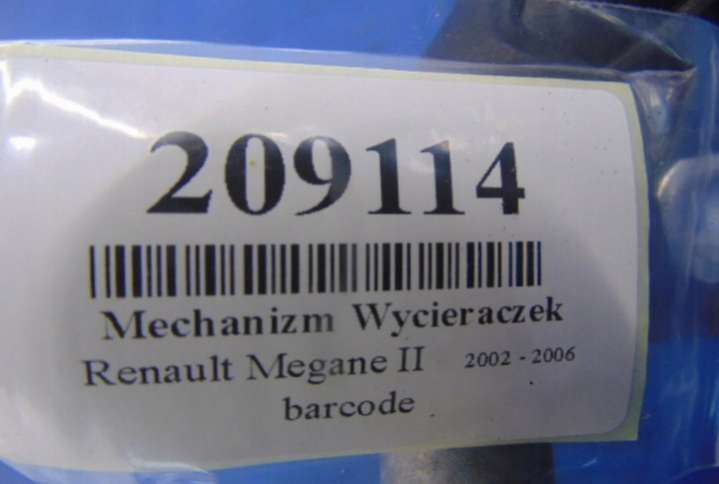 209114
Mechanizm Wycieraczek
Renault Megane II 2002 - 2006
barcode